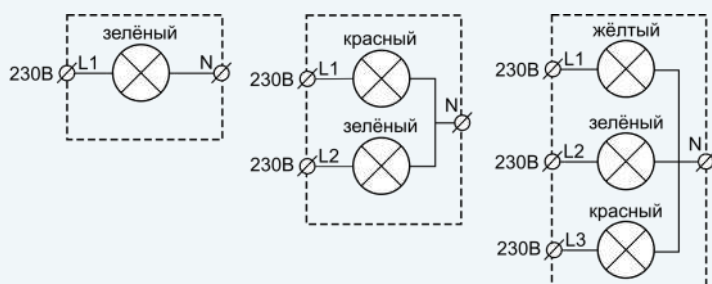 зелёный
230В L1 N
красный
L1
230В
зелёный
N
L2
230В
жёлтый
L1
230В
зелёный
L2 N
230В
красный
L3
230В